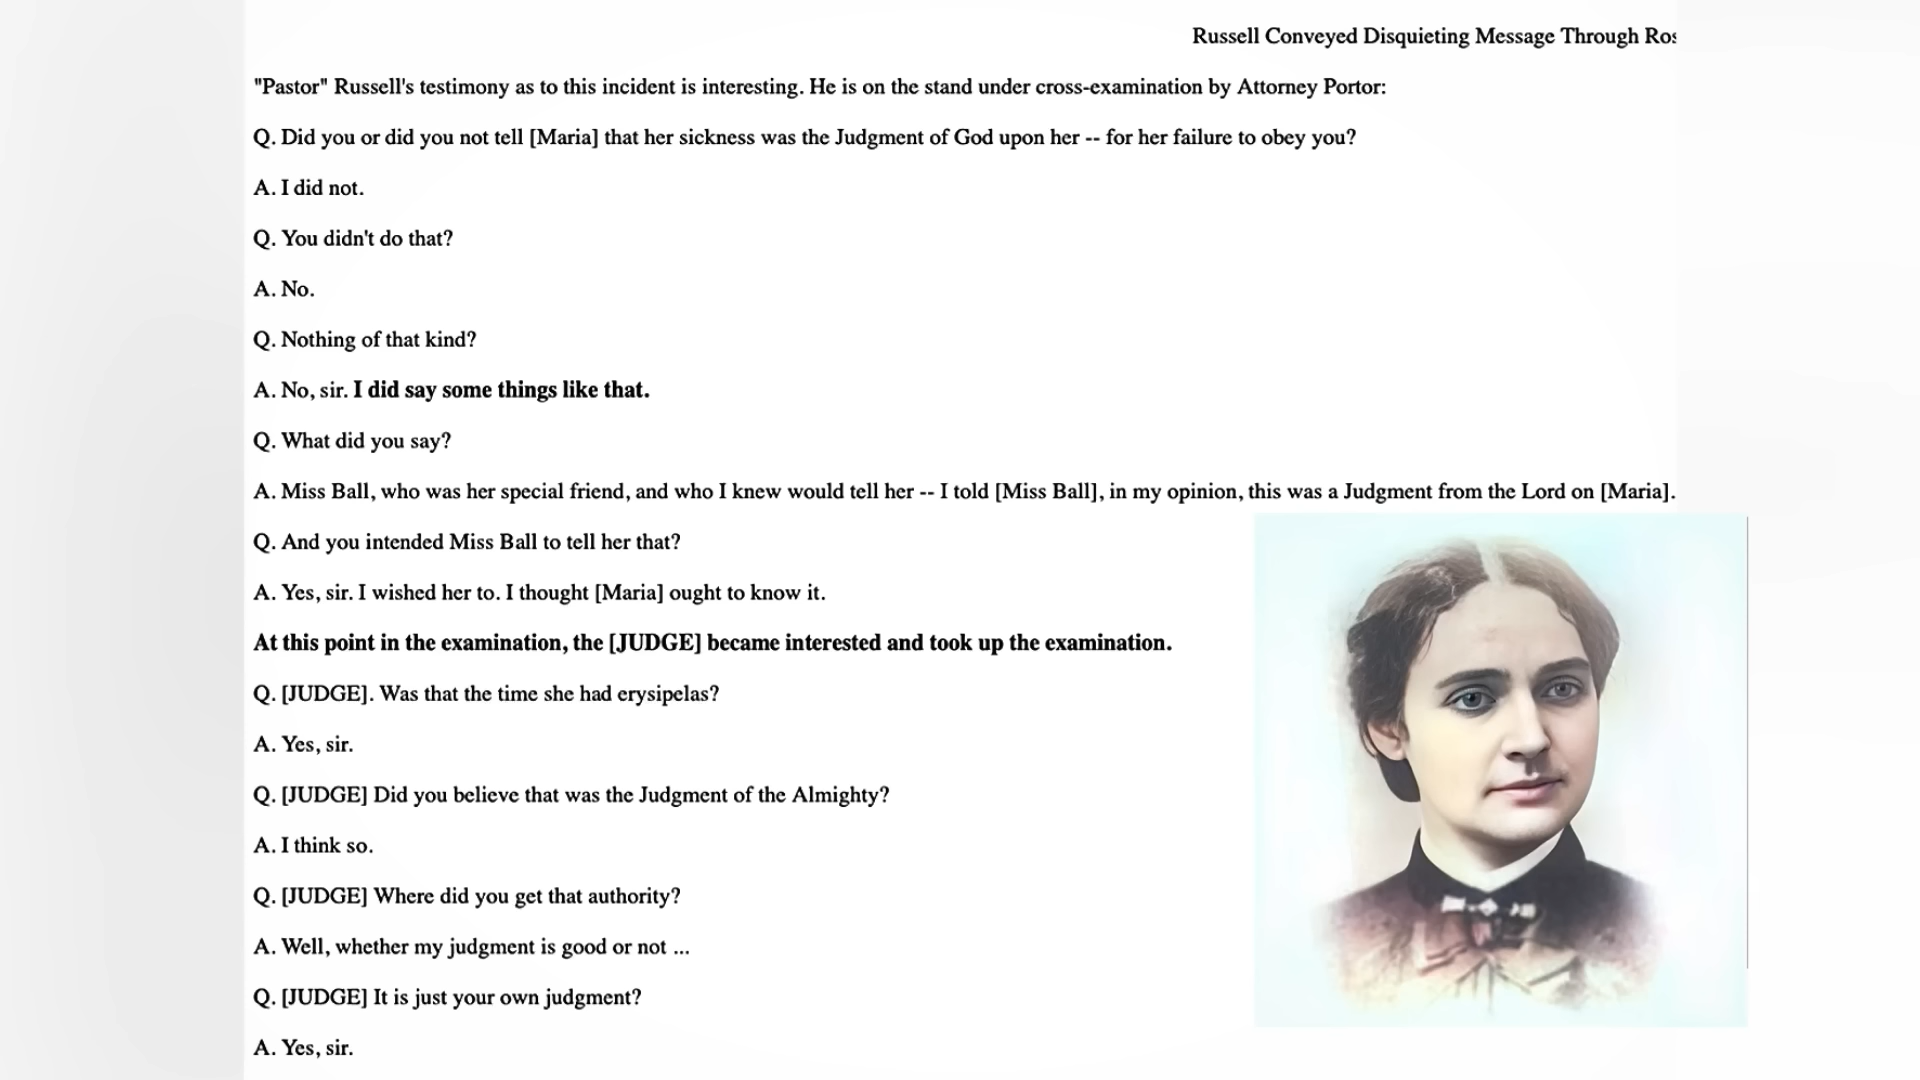 Russell Conveyed Disquieting Message Through
"Pastor" Russell's testimony as to this incident is interesting. He is on the stand under cross-examination by Attorney Portor:
Q. Did you or did you not tell [Maria] that her sickness was the Judgment of God upon her -- for her failure to obey you?
A. I did not.
Q. You didn't do that?
A. No.
Q. Nothing of that kind?
A. No, sir. I did say some things like that.
Q. What did you say?
A. Miss Ball, who was her special friend, and who I knew would tell her -- I told [Miss Ball], in my opinion, this was a Judgment from the Lord on [Maria].
Q. And you intended Miss Ball to tell her that?
A. Yes, sir. I wished her to. I thought [Maria] ought to know it.
At this point in the examination, the [JUDGE] became interested and took up the examination.
Q. [JUDGE]. Was that the time she had erysipelas?
A. Yes, sir.
Q. [JUDGE] Did you believe that was the Judgment of the Almighty?
A. I think so.
Q. [JUDGE] Where did you get that authority?
A. Well, whether my judgment is good or not ...
Q. [JUDGE] It is just your own judgment?
A. Yes, sir.